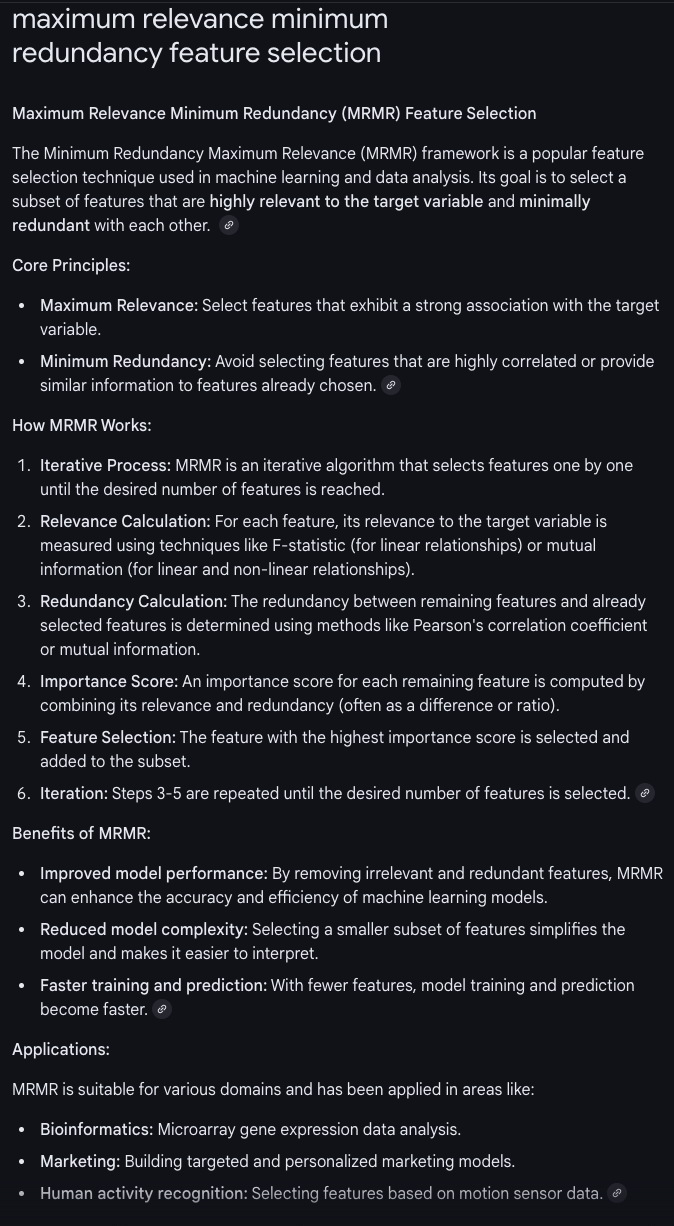 maximum relevance minimum
redundancy feature selection
Maximum Relevance Minimum Redundancy (MRMR) Feature Selection
The Minimum Redundancy Maximum Relevance (MRMR) framework is a popular feature
selection technique used in machine learning and data analysis. Its goal is to select a
subset of features that are highly relevant to the target variable and minimally
redundant with each other.
Core Principles:
• Maximum Relevance: Select features that exhibit a strong association with the target
variable.
• Minimum Redundancy: Avoid selecting features that are highly correlated or provide
similar information to features already chosen.
How MRMR Works:
1. Iterative Process: MRMR is an iterative algorithm that selects features one by one
until the desired number of features is reached.
2. Relevance Calculation: For each feature, its relevance to the target variable is
measured using techniques like F-statistic (for linear relationships) or mutual
information (for linear and non-linear relationships).
3. Redundancy Calculation: The redundancy between remaining features and already
selected features is determined using methods like Pearson's correlation coefficient
or mutual information.
4. Importance Score: An importance score for each remaining feature is computed by
combining its relevance and redundancy (often as a difference or ratio).
5. Feature Selection: The feature with the highest importance score is selected and
added to the subset.
6. Iteration: Steps 3-5 are repeated until the desired number of features is selected.
Benefits of MRMR:
• Improved model performance: By removing irrelevant and redundant features, MRMR
can enhance the accuracy and efficiency of machine learning models.
• Reduced model complexity: Selecting a smaller subset of features simplifies the
model and makes it easier to interpret.
• Faster training and prediction: With fewer features, model training and prediction
become faster.
Applications:
MRMR is suitable for various domains and has been applied in areas like:
• Bioinformatics: Microarray gene expression data analysis.
• Marketing: Building targeted and personalized marketing models.
• Human activity recognition: Selecting features based on motion sensor data.